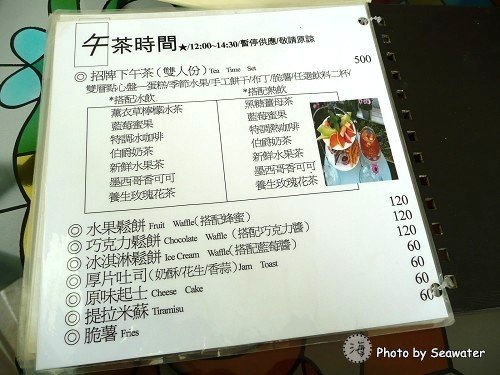 午茶時間★/12:00~14:30/暫停供應/敬請原諒
◎ 招牌下午茶(雙人份) Tea Time Set 500
雙層點心盤一蛋糕/季節水果/手工餅干/布丁/脆薯/任選飲料二杯/
*搭配冰飲 *搭配熱飲
薰衣草檸檬冰茶 黑糖薑母茶
藍莓蜜果 藍莓蜜果
特調冰咖啡 特調熱咖啡
伯爵奶茶 伯爵奶茶
新鮮水果茶 新鮮水果茶
墨西哥香可可 墨西哥香可可
養生玫瑰花茶 養生玫瑰花茶
◎ 水果鬆餅 Fruit Waffle(搭配蜂蜜) 120
◎ 巧克力鬆餅 Chocolate Waffle (搭配巧克力醬) 120
◎ 冰淇淋鬆餅 Ice Cream Waffle(搭配藍莓醬) 120
◎ 厚片吐司(奶酥/花生/香蒜) Jam Toast 60
◎ 原味起士 Cheese Cake 60
◎ 提拉米蘇 Tiramisu 60
◎ 脆薯 Fries 60
海 Photo by Seawater